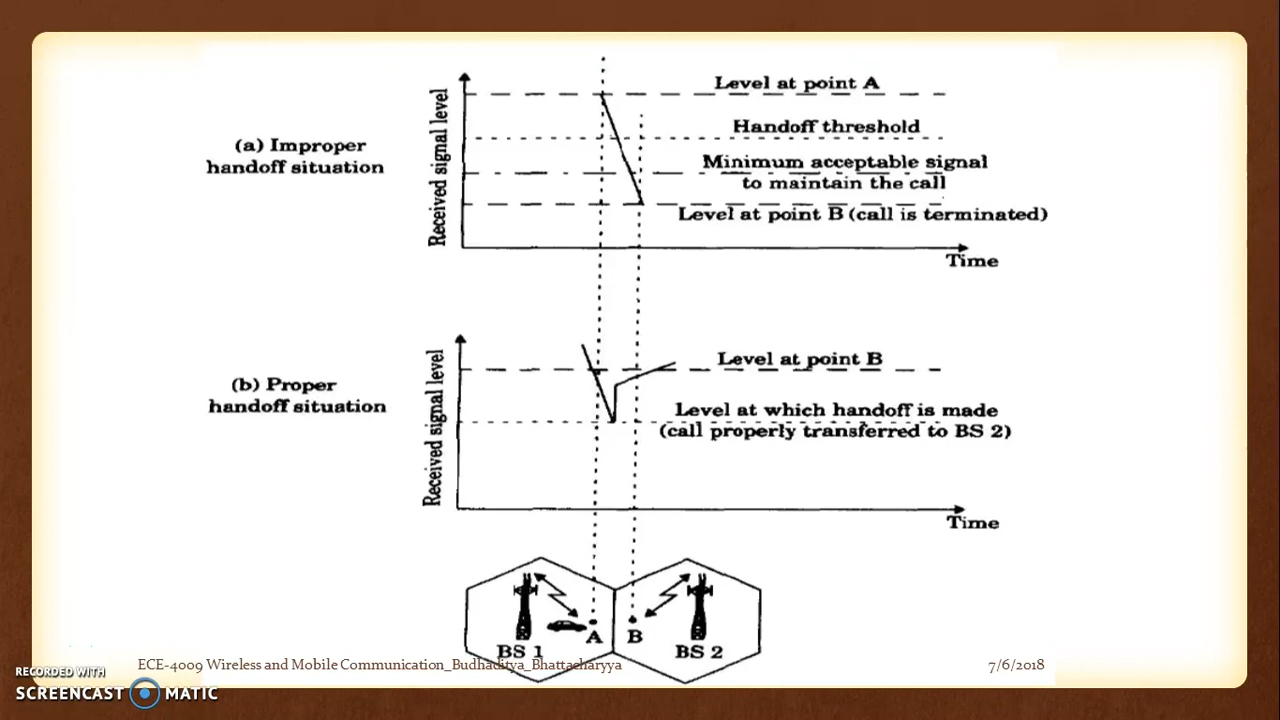 Level at point A
Handoff threshold
(a) Improper
handoff situation
Received signal level
Minimum acceptable signal
to maintain the call
Level at point B (call is terminated)
Time
Level at point B
(b) Proper
handoff situation
Received signal level
Level at which handoff is made
(call properly transferred to BS 2)
Time
A
B
BS 1
BS 2
ECE-4009 Wireless and Mobile Communication_Budhaditya_Bhattacharyya
7/6/2018
RECORDED WITH
SCREENCAST MATIC